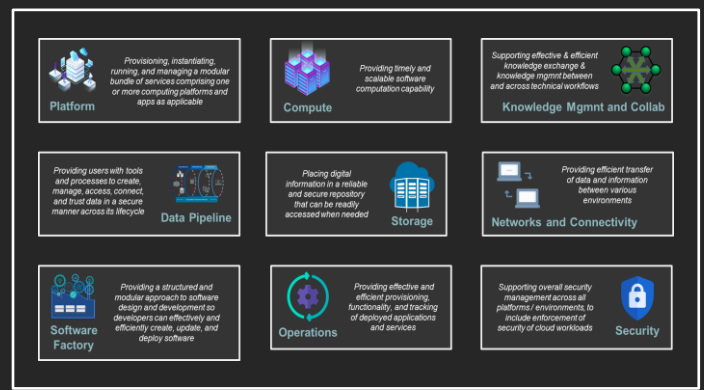 Provisioning, instantiating,
running, and managing a modular
bundle of services comprising one
or more computing platforms and
apps as applicable
Platform
Providing timely and
scalable software
computation capability
Compute
Supporting effective & efficient
knowledge exchange &
knowledge mgmnt between
and across technical workflows
Knowledge Mgmnt and Collab
Providing users with tools
and processes to create,
manage, access, connect,
and trust data in a secure
manner across its lifecycle
Data Pipeline
Placing digital
information in a reliable
and secure repository
that can be readily
accessed when needed
Storage
Providing efficient transfer
of data and information
between various
environments
Networks and Connectivity
Providing a structured and
modular approach to software
design and development so
developers can effectively and
efficiently create, update, and
deploy software
Software
Factory
Providing effective and
efficient provisioning,
functionality, and tracking
of deployed applications
and services
Operations
Supporting overall security
management across all
platforms / environments, to
include enforcement of
security of cloud workloads
Security